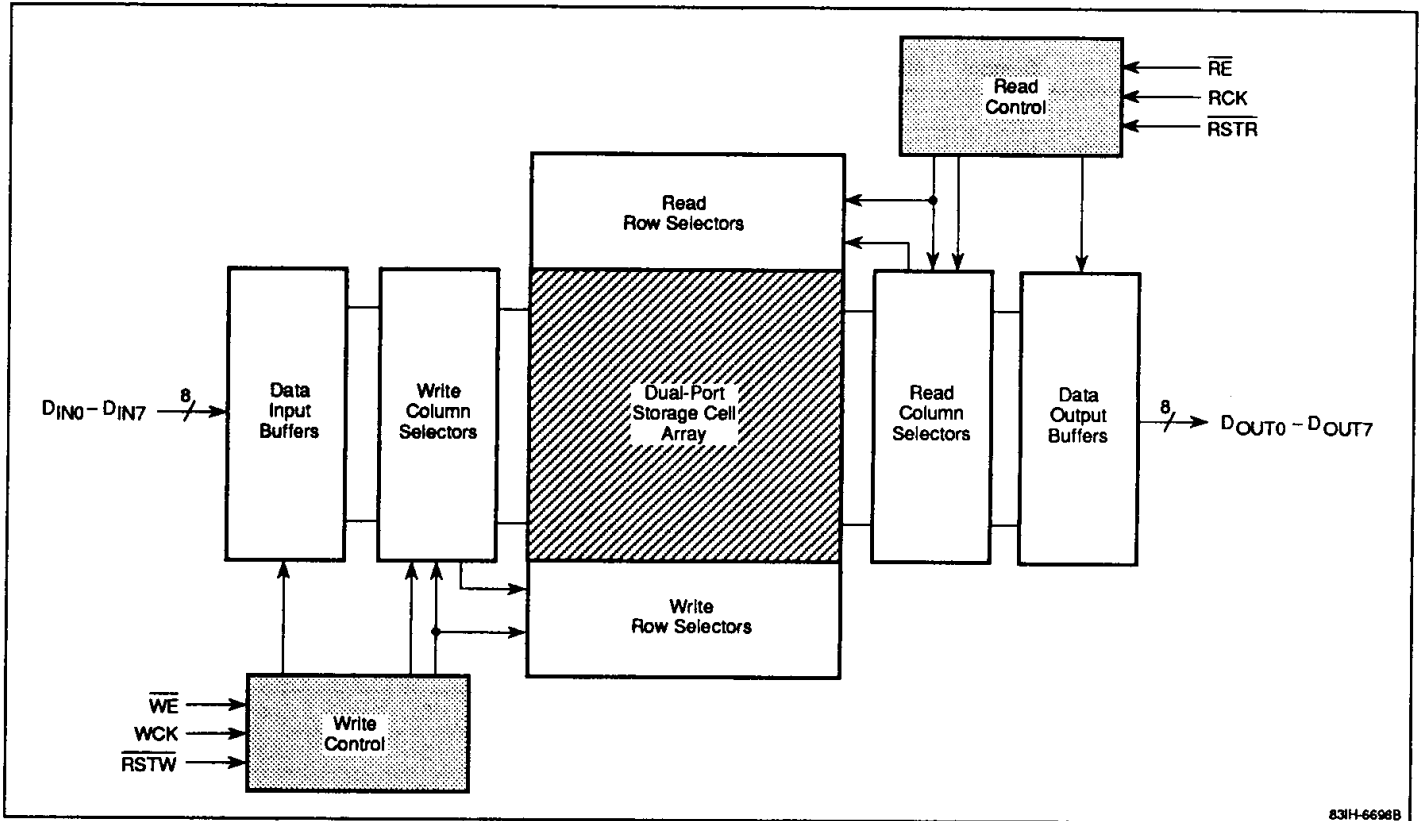 RE
RCK
RSTR
Read
Control
Read
Row Selectors
DIN0 – DIN7
8
Data
Input
Buffers
Write
Column
Selectors
Dual-Port
Storage Cell
Array
Read
Column
Selectors
Data
Output
Buffers
8
DOUT0 – DOUT7
Write
Row Selectors
WE
WCK
RSTW
Write
Control
83IH-6698B